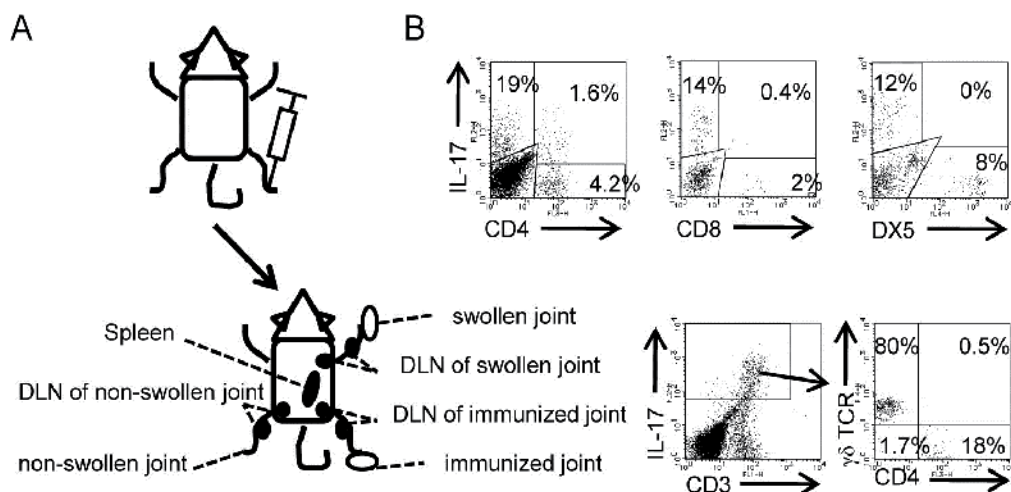 A
B
19%
1.6%
4.2%
IL-17
CD4
14%
0.4%
2%
CD8
12%
0%
8%
DX5
Spleen
DLN of non-swollen joint
non-swollen joint
swollen joint
DLN of swollen joint
DLN of immunized joint
immunized joint
IL-17
CD3
80%
0.5%
1.7%
18%
γδ TCR
CD4